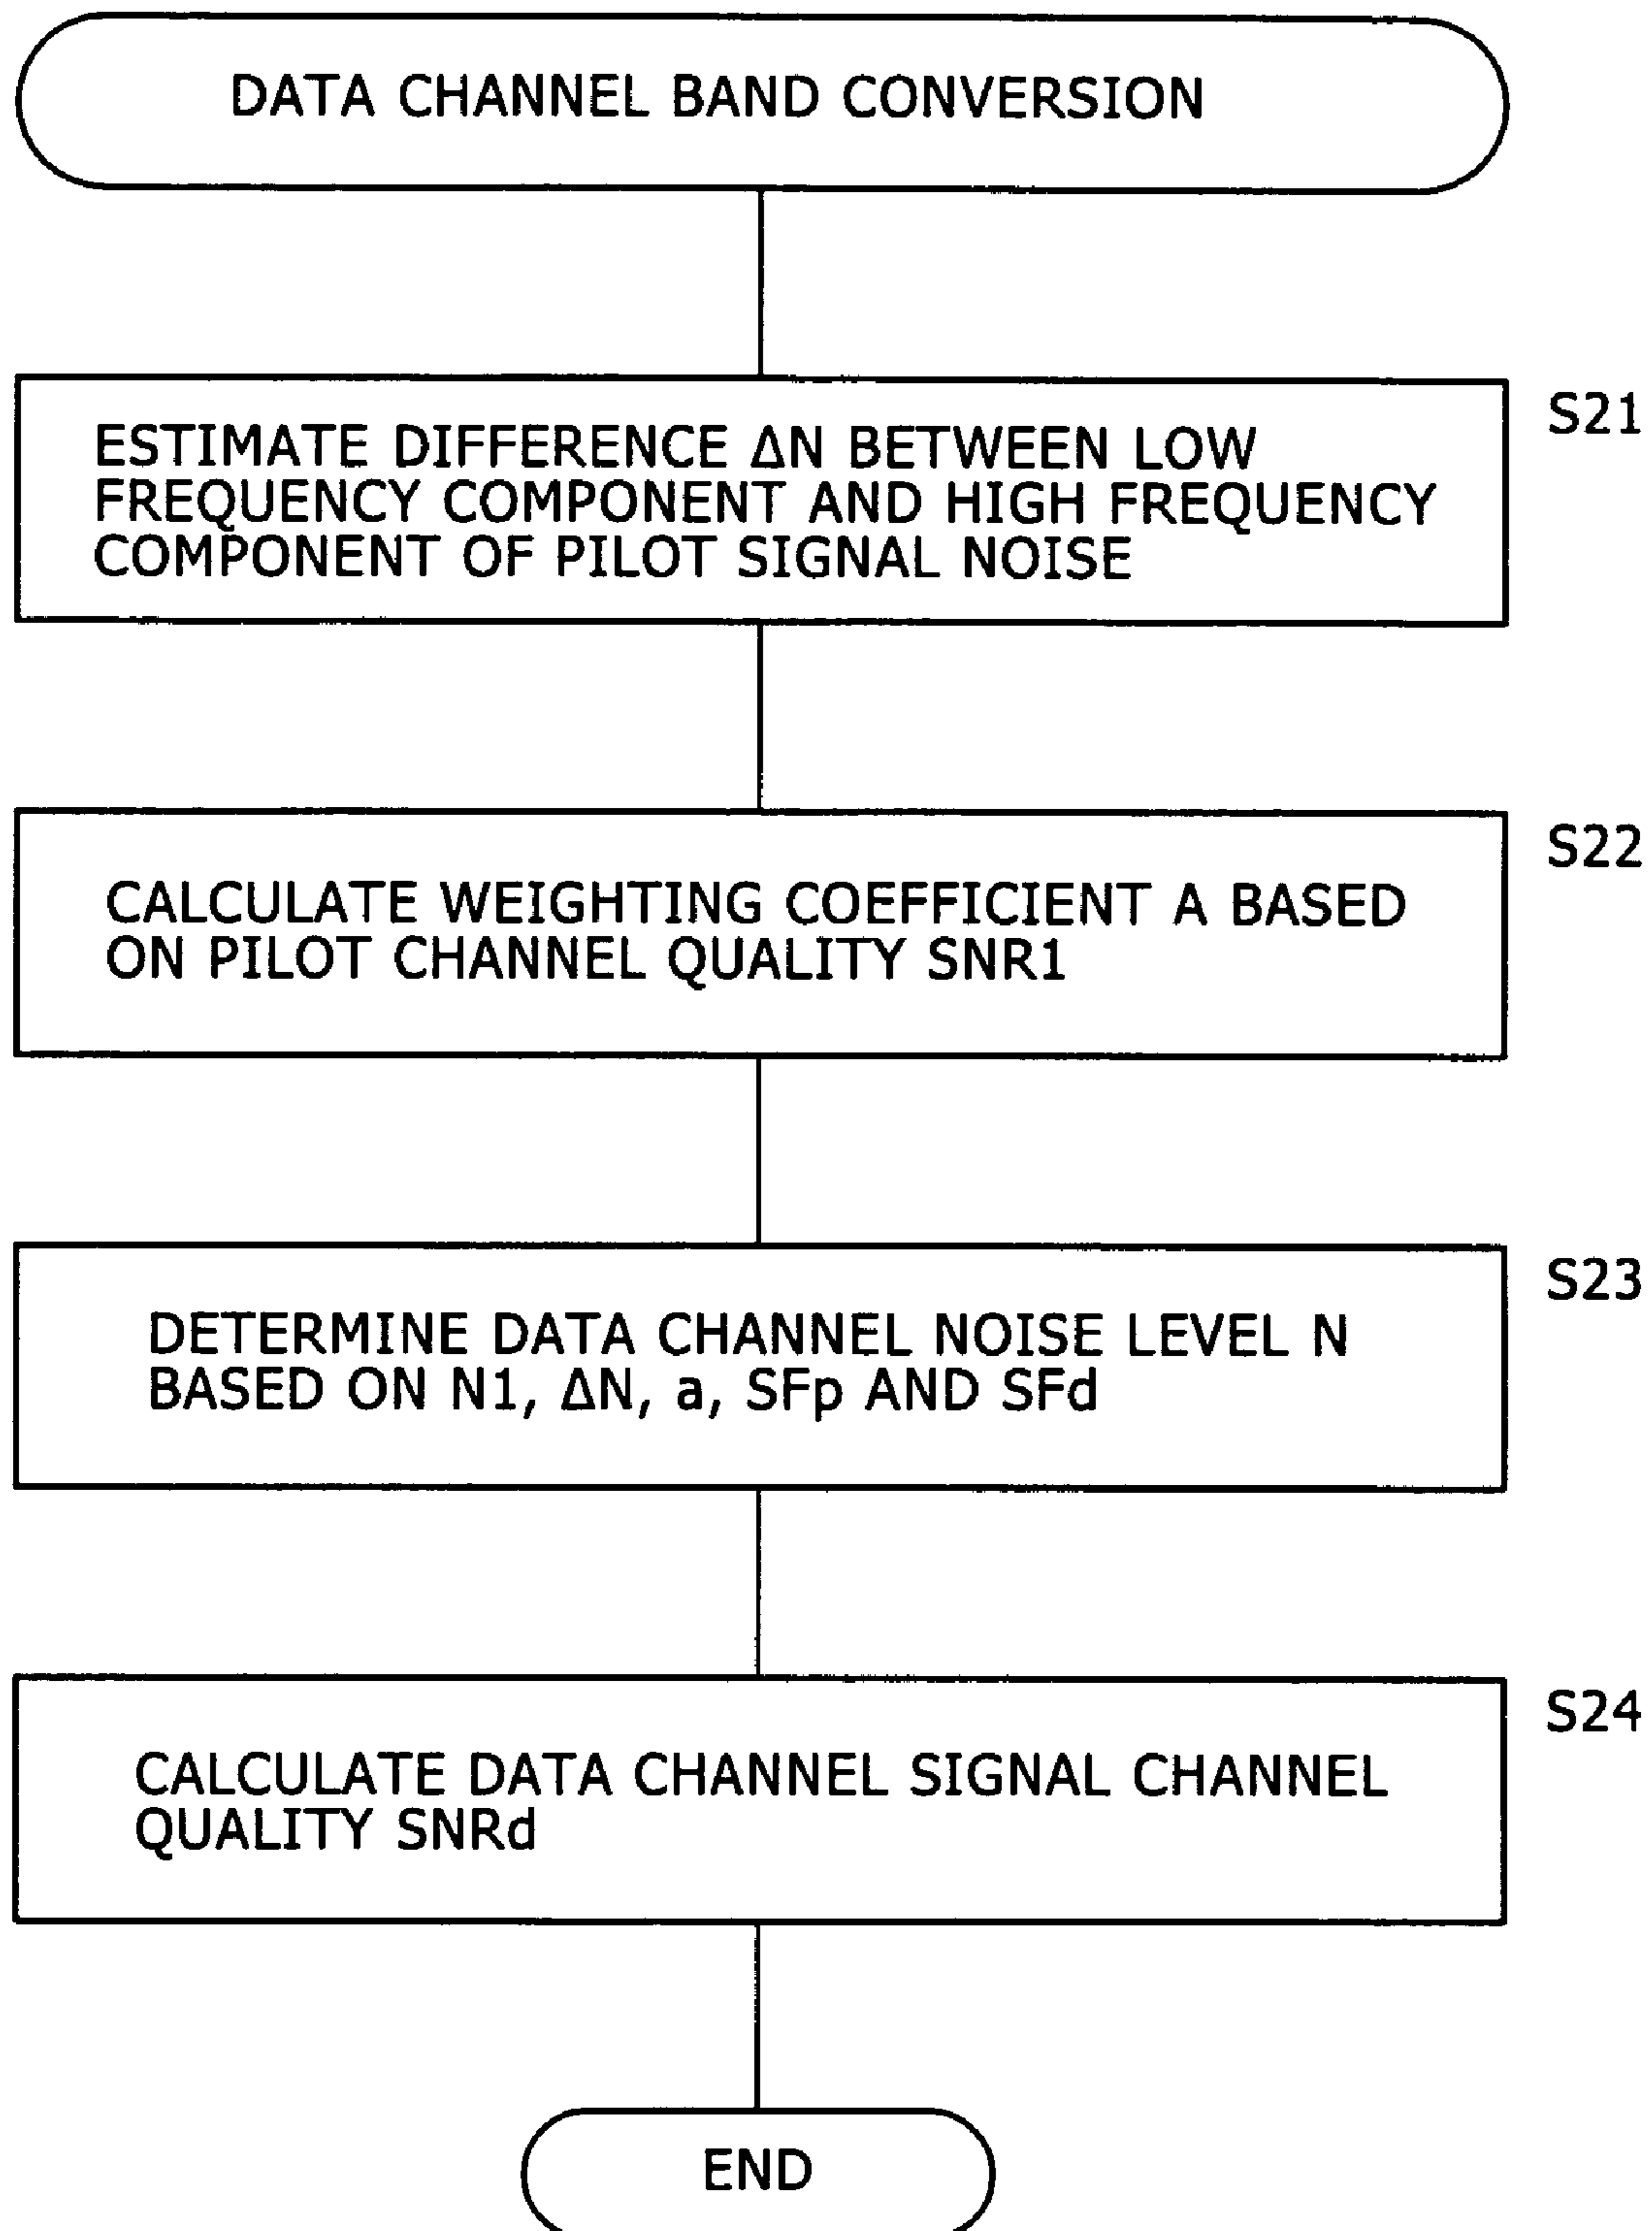 DATA CHANNEL BAND CONVERSION
S21
ESTIMATE DIFFERENCE ΔN BETWEEN LOW
FREQUENCY COMPONENT AND HIGH FREQUENCY
COMPONENT OF PILOT SIGNAL NOISE
S22
CALCULATE WEIGHTING COEFFICIENT A BASED
ON PILOT CHANNEL QUALITY SNR1
S23
DETERMINE DATA CHANNEL NOISE LEVEL N
BASED ON N1, ΔN, a, SFp AND SFd
S24
CALCULATE DATA CHANNEL SIGNAL CHANNEL
QUALITY SNRd
END